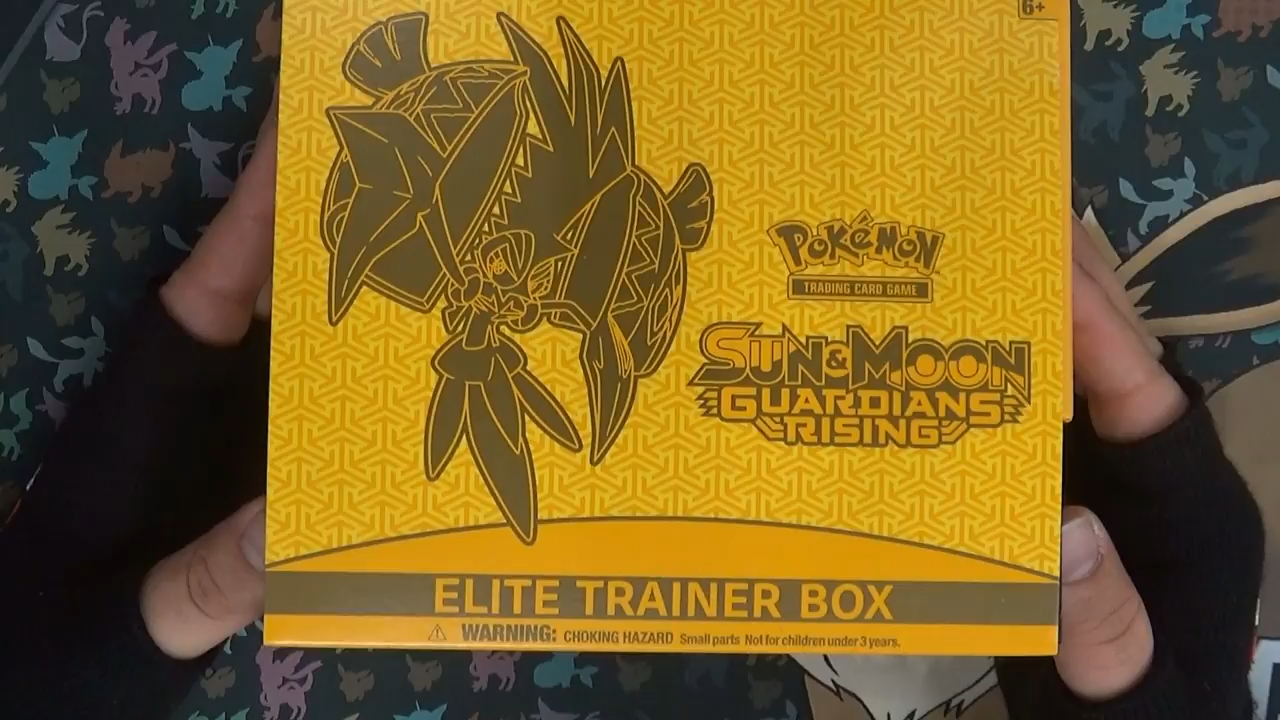 6+
POKéMON
TRADING CARD GAME
SUN & MOON
GUARDIANS
RISING
ELITE TRAINER BOX
WARNING: CHOKING HAZARD Small parts Not for children under 3 years.